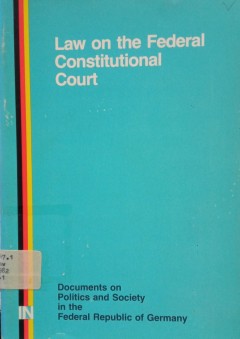 Law on the Federal
Constitutional
Court
Documents on
Politics and Society
in the
Federal Republic of Germany
IN